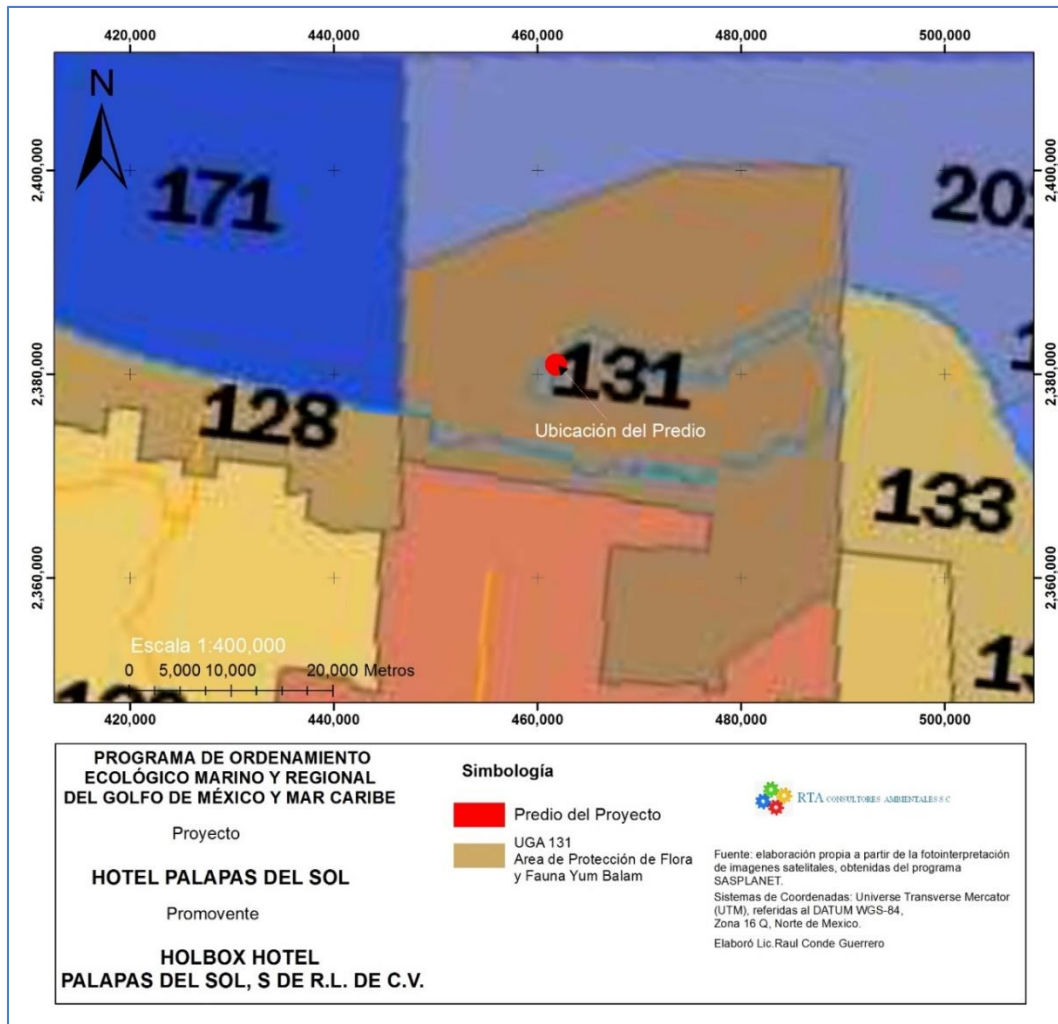 420,000 440,000 460,000 480,000 500,000
N
2,400,000 2,400,000
171
131
Ubicación del Predio
128
2,380,000 2,380,000
133
2,360,000 2,360,000
Escala 1:400,000
0 5,000 10,000 20,000 Metros
420,000 440,000 460,000 480,000 500,000
PROGRAMA DE ORDENAMIENTO
ECOLÓGICO MARINO Y REGIONAL
DEL GOLFO DE MÉXICO Y MAR CARIBE
Proyecto
HOTEL PALAPAS DEL SOL
Promovente
HOLBOX HOTEL
PALAPAS DEL SOL, S DE R.L. DE C.V.
Simbología
Predio del Proyecto
UGA 131
Area de Protección de Flora
y Fauna Yum Balam
RTA CONSULTORES AMBIENTALES S.C
Fuente: elaboración propia a partir de la fotointerpretación
de imagenes satelitales, obtenidas del programa
SASPLANET.
Sistemas de Coordenadas: Universe Transverse Mercator
(UTM), referidas al DATUM WGS-84,
Zona 16 Q, Norte de Mexico.
Elaboró Lic.Raul Conde Guerrero